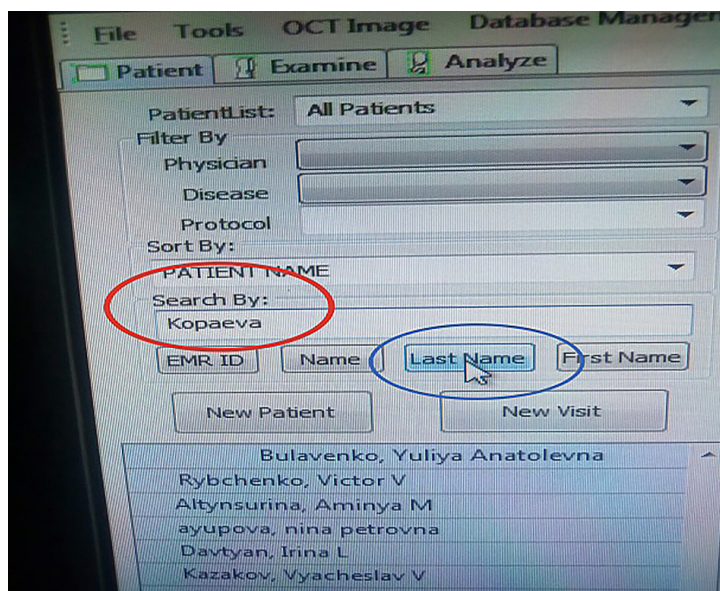 File Tools OCT Image Database Manager
Patient Examine Analyze
PatientList: All Patients
Filter By
Physician
Disease
Protocol
Sort By:
PATIENT NAME
Search By:
Kopaeva
EMR ID Name Last Name First Name
New Patient New Visit
Bulavenko, Yuliya Anatolevna
Rybchenko, Victor V
Altynsurina, Aminya M
ayupova, nina petrovna
Davtyan, Irina L
Kazakov, Vyacheslav V